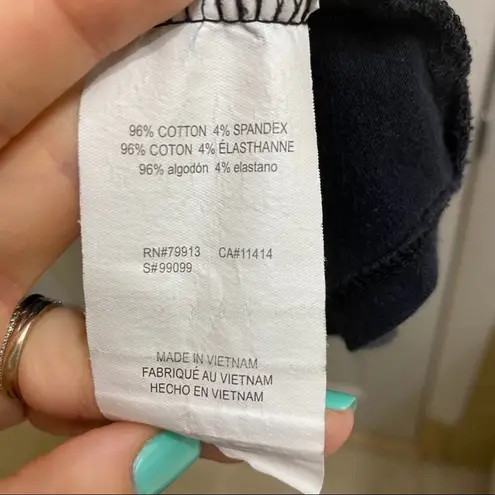 96% COTTON 4% SPANDEX
96% COTON 4% ÉLASTHANNE
96% algodón 4% elastano
RN#79913 CA#11414
S#99099
MADE IN VIETNAM
FABRIQUÉ AU VIETNAM
HECHO EN VIETNAM